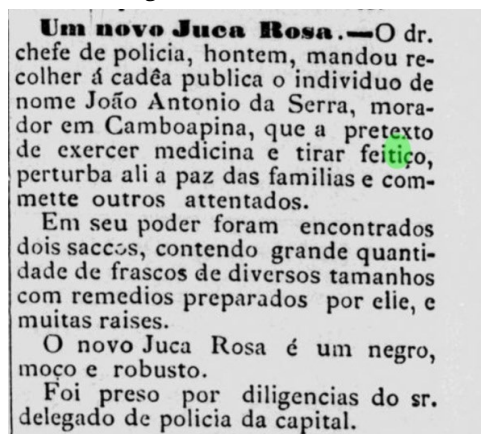 Um novo Juca Rosa.—O dr.
chefe de policia, hontem, mandou re-
colher á cadêa publica o individuo de
nome João Antonio da Serra, mora-
dor em Camboapina, que a pretexto
de exercer medicina e tirar feitiço,
perturba ali a paz das familias e com-
mette outros attentados.
Em seu poder foram encontrados
dois saccos, contendo grande quanti-
dade de frascos de diversos tamanhos
com remedios preparados por elle, e
muitas raises.
O novo Juca Rosa é um negro,
moço e robusto.
Foi preso por diligencias do sr.
delegado de policia da capital.